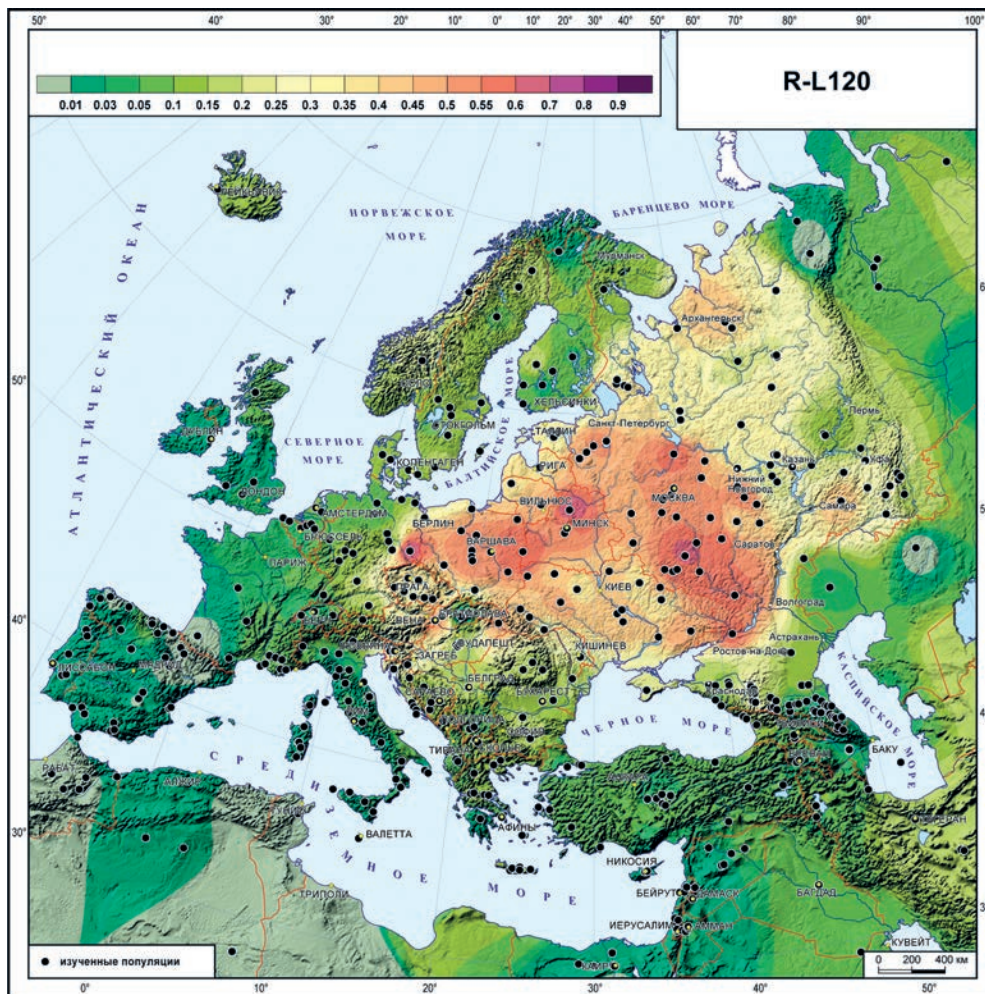 50° 40° 30° 20° 10° 0° 10° 20° 30° 40° 50° 60° 70° 80° 90° 100°
R-L120
0.01 0.03 0.05 0.1 0.15 0.2 0.25 0.3 0.35 0.4 0.45 0.5 0.55 0.6 0.7 0.8 0.9
БАРЕНЦЕВО МОРЕ
НОРВЕЖСКОЕ
МОРЕ
Мурманск
АТЛАНТИЧЕСКИЙ ОКЕАН
Архангельск
50°
ХЕЛЬСИНКИ
Пермь
Санкт-Петербург
ТАЛЛИН
СЕВЕРНОЕ
МОРЕ
БАЛТИЙСКОЕ МОРЕ
КОПЕНГАГЕН
РИГА
Казань
Уфа
Нижний
Новгород
ЛОНДОН
МОСКВА
ВИЛЬНЮС
Самара
АМСТЕРДАМ
МИНСК
БЕРЛИН
БРЮССЕЛЬ
ВАРШАВА
Саратов
ПАРИЖ
КИЕВ
ПРАГА
40°
Волгоград
ВЕНА
БУДАПЕШТ
КИШИНЕВ
Астрахань
ЗАГРЕБ
Ростов-на-Дону
БЕЛГРАД
БУХАРЕСТ
Краснодар
КАСПИЙСКОЕ МОРЕ
ЧЕРНОЕ МОРЕ
БАКУ
РАБАТ
АЛЖИР
СРЕДИЗЕМНОЕ МОРЕ
30°
ВАЛЕТТА
АФИНЫ
НИКОСИЯ
ТРИПОЛИ
БЕЙРУТ
ДАМАСК
БАГДАД
ИЕРУСАЛИМ
АММАН
КУВЕЙТ
изученные популяции
КАИР
0 200 400 км
0° 10° 20° 30° 40° 50°